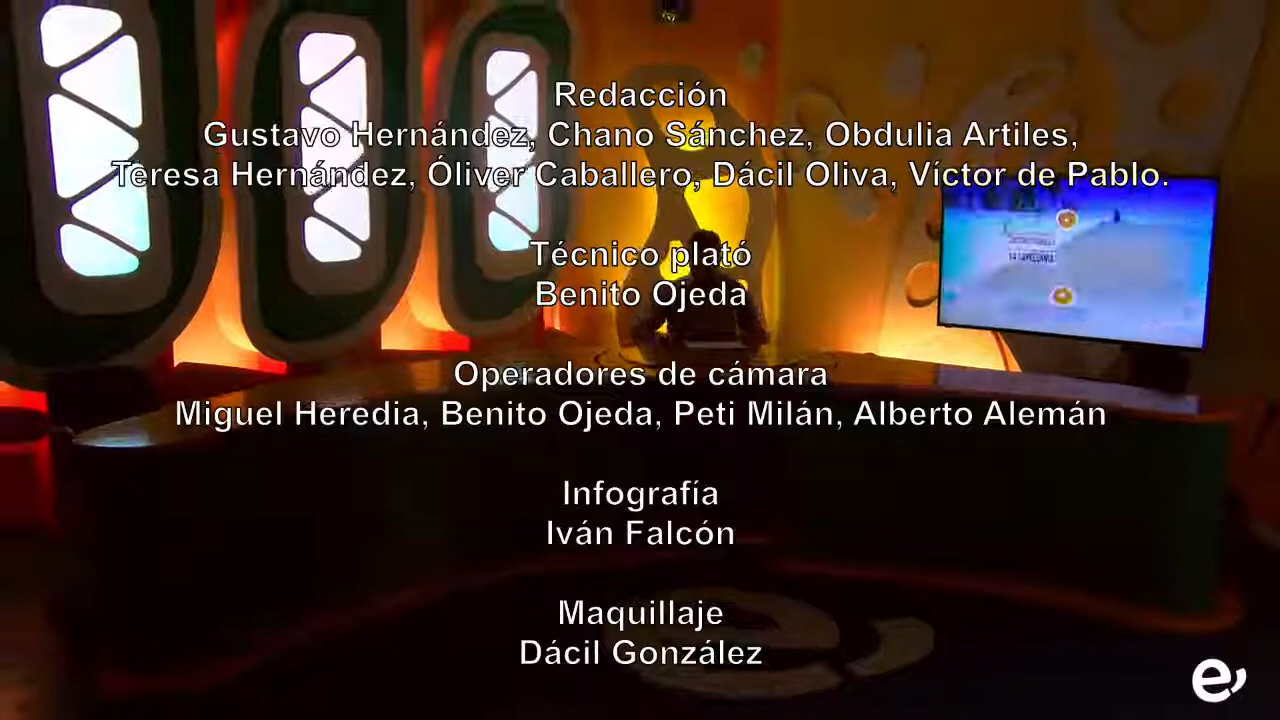 Redacción
Gustavo Hernández, Chano Sánchez, Obdulia Artiles,
Teresa Hernández, Óliver Caballero, Dácil Oliva, Víctor de Pablo.
Técnico plató
Benito Ojeda
Operadores de cámara
Miguel Heredia, Benito Ojeda, Peti Milán, Alberto Alemán
Infografía
Iván Falcón
Maquillaje
Dácil González
e